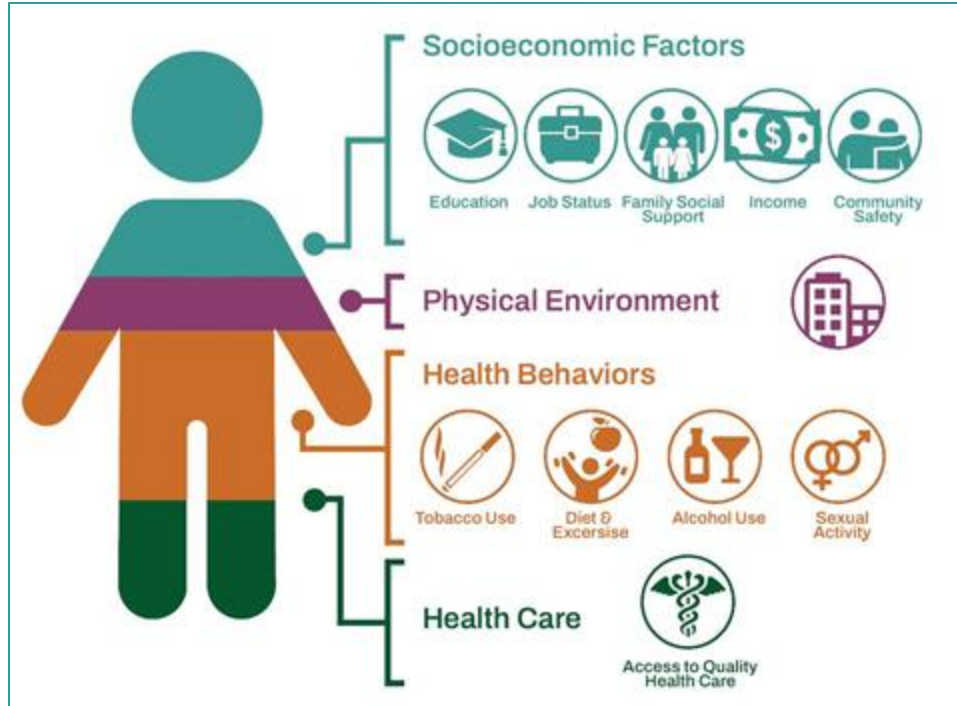 Socioeconomic Factors
Education
Job Status
Family Social
Support
Income
Community
Safety
Physical Environment
Health Behaviors
Tobacco Use
Diet &
Excersise
Alcohol Use
Sexual
Activity
Health Care
Access to Quality
Health Care